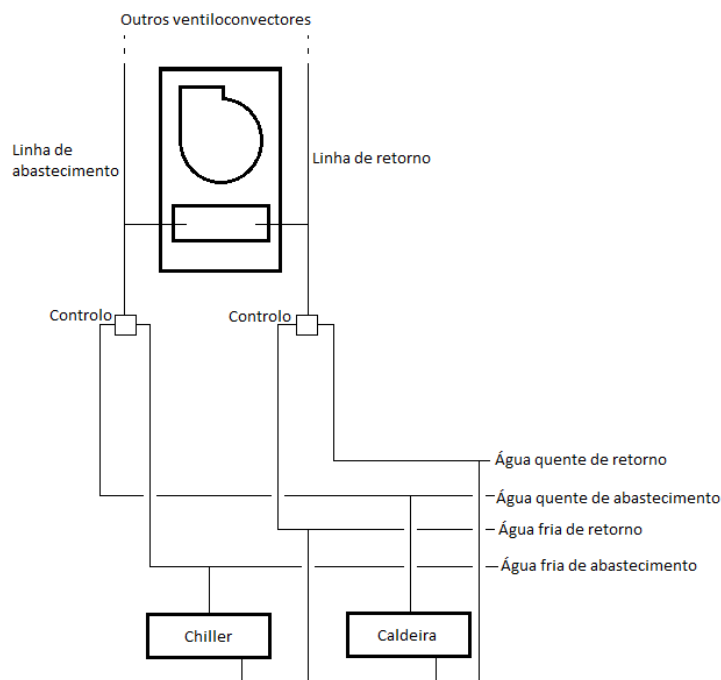 Outros ventiloconvectores
Linha de
abastecimento
Linha de retorno
Controlo
Controlo
Água quente de retorno
Água quente de abastecimento
Água fria de retorno
Água fria de abastecimento
Chiller
Caldeira